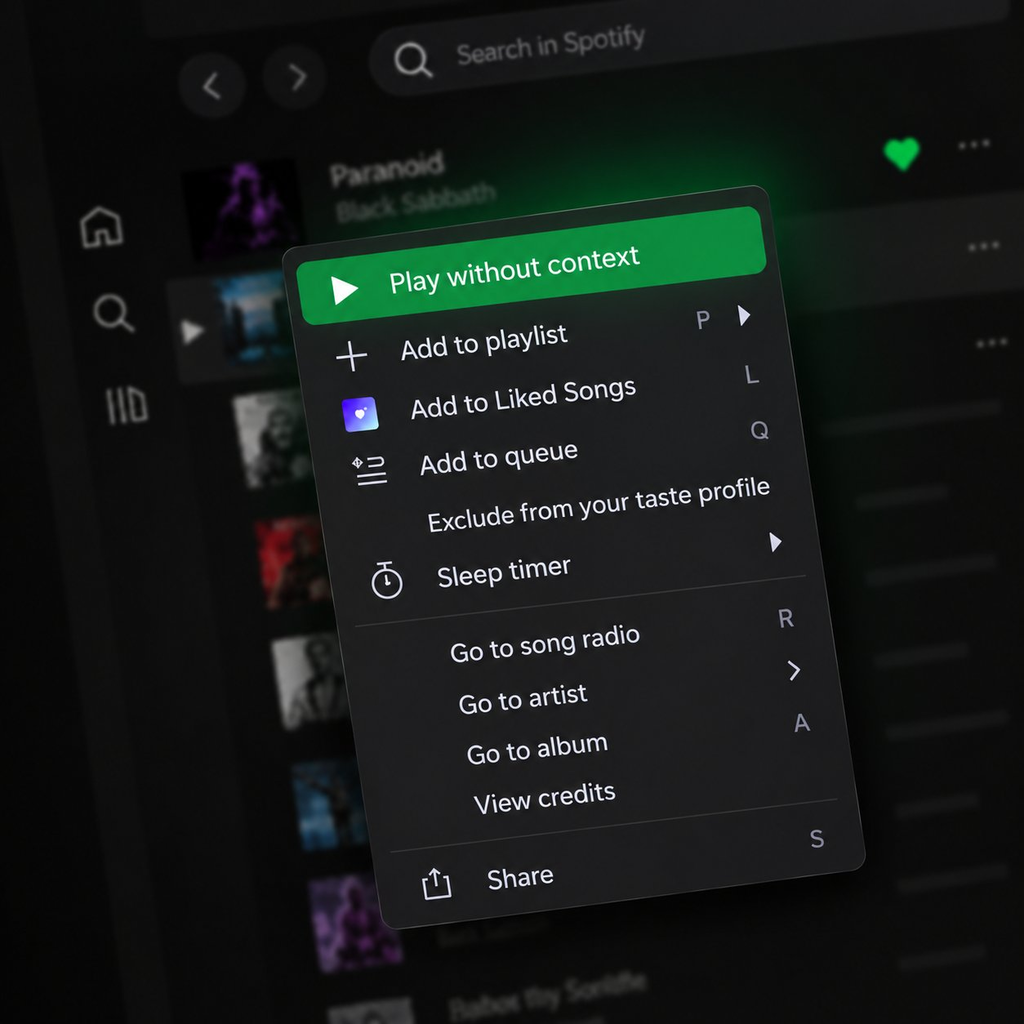 Search in Spotify
Paranoid
Black Sabbath
Play without context
Add to playlist P
Add to Liked Songs L
Add to queue Q
Exclude from your taste profile
Sleep timer
Go to song radio R
Go to artist
Go to album A
View credits
Share S